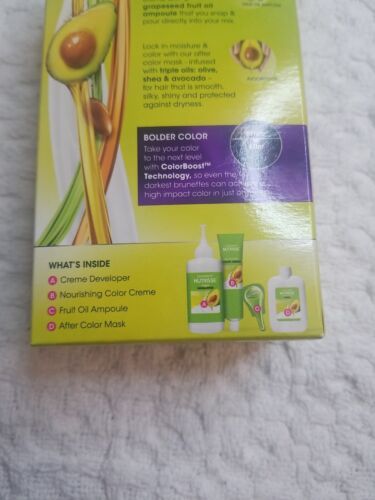 grapeseed fruit oil
ampoule that you snap &
pour directly into your mix.
Lock in moisture &
color with our after
color mask - infused
with triple oils: olive,
shea & avocado -
for hair that is smooth,
silky, shiny and protected
against dryness.
BOLDER COLOR
Take your color
to the next level
with ColorBoost™
Technology, so even the
darkest brunettes can
high impact color in just
WHAT'S INSIDE
A Creme Developer
B Nourishing Color Creme
C Fruit Oil Ampoule
D After Color Mask
NUTRISSE
A
B
C
D